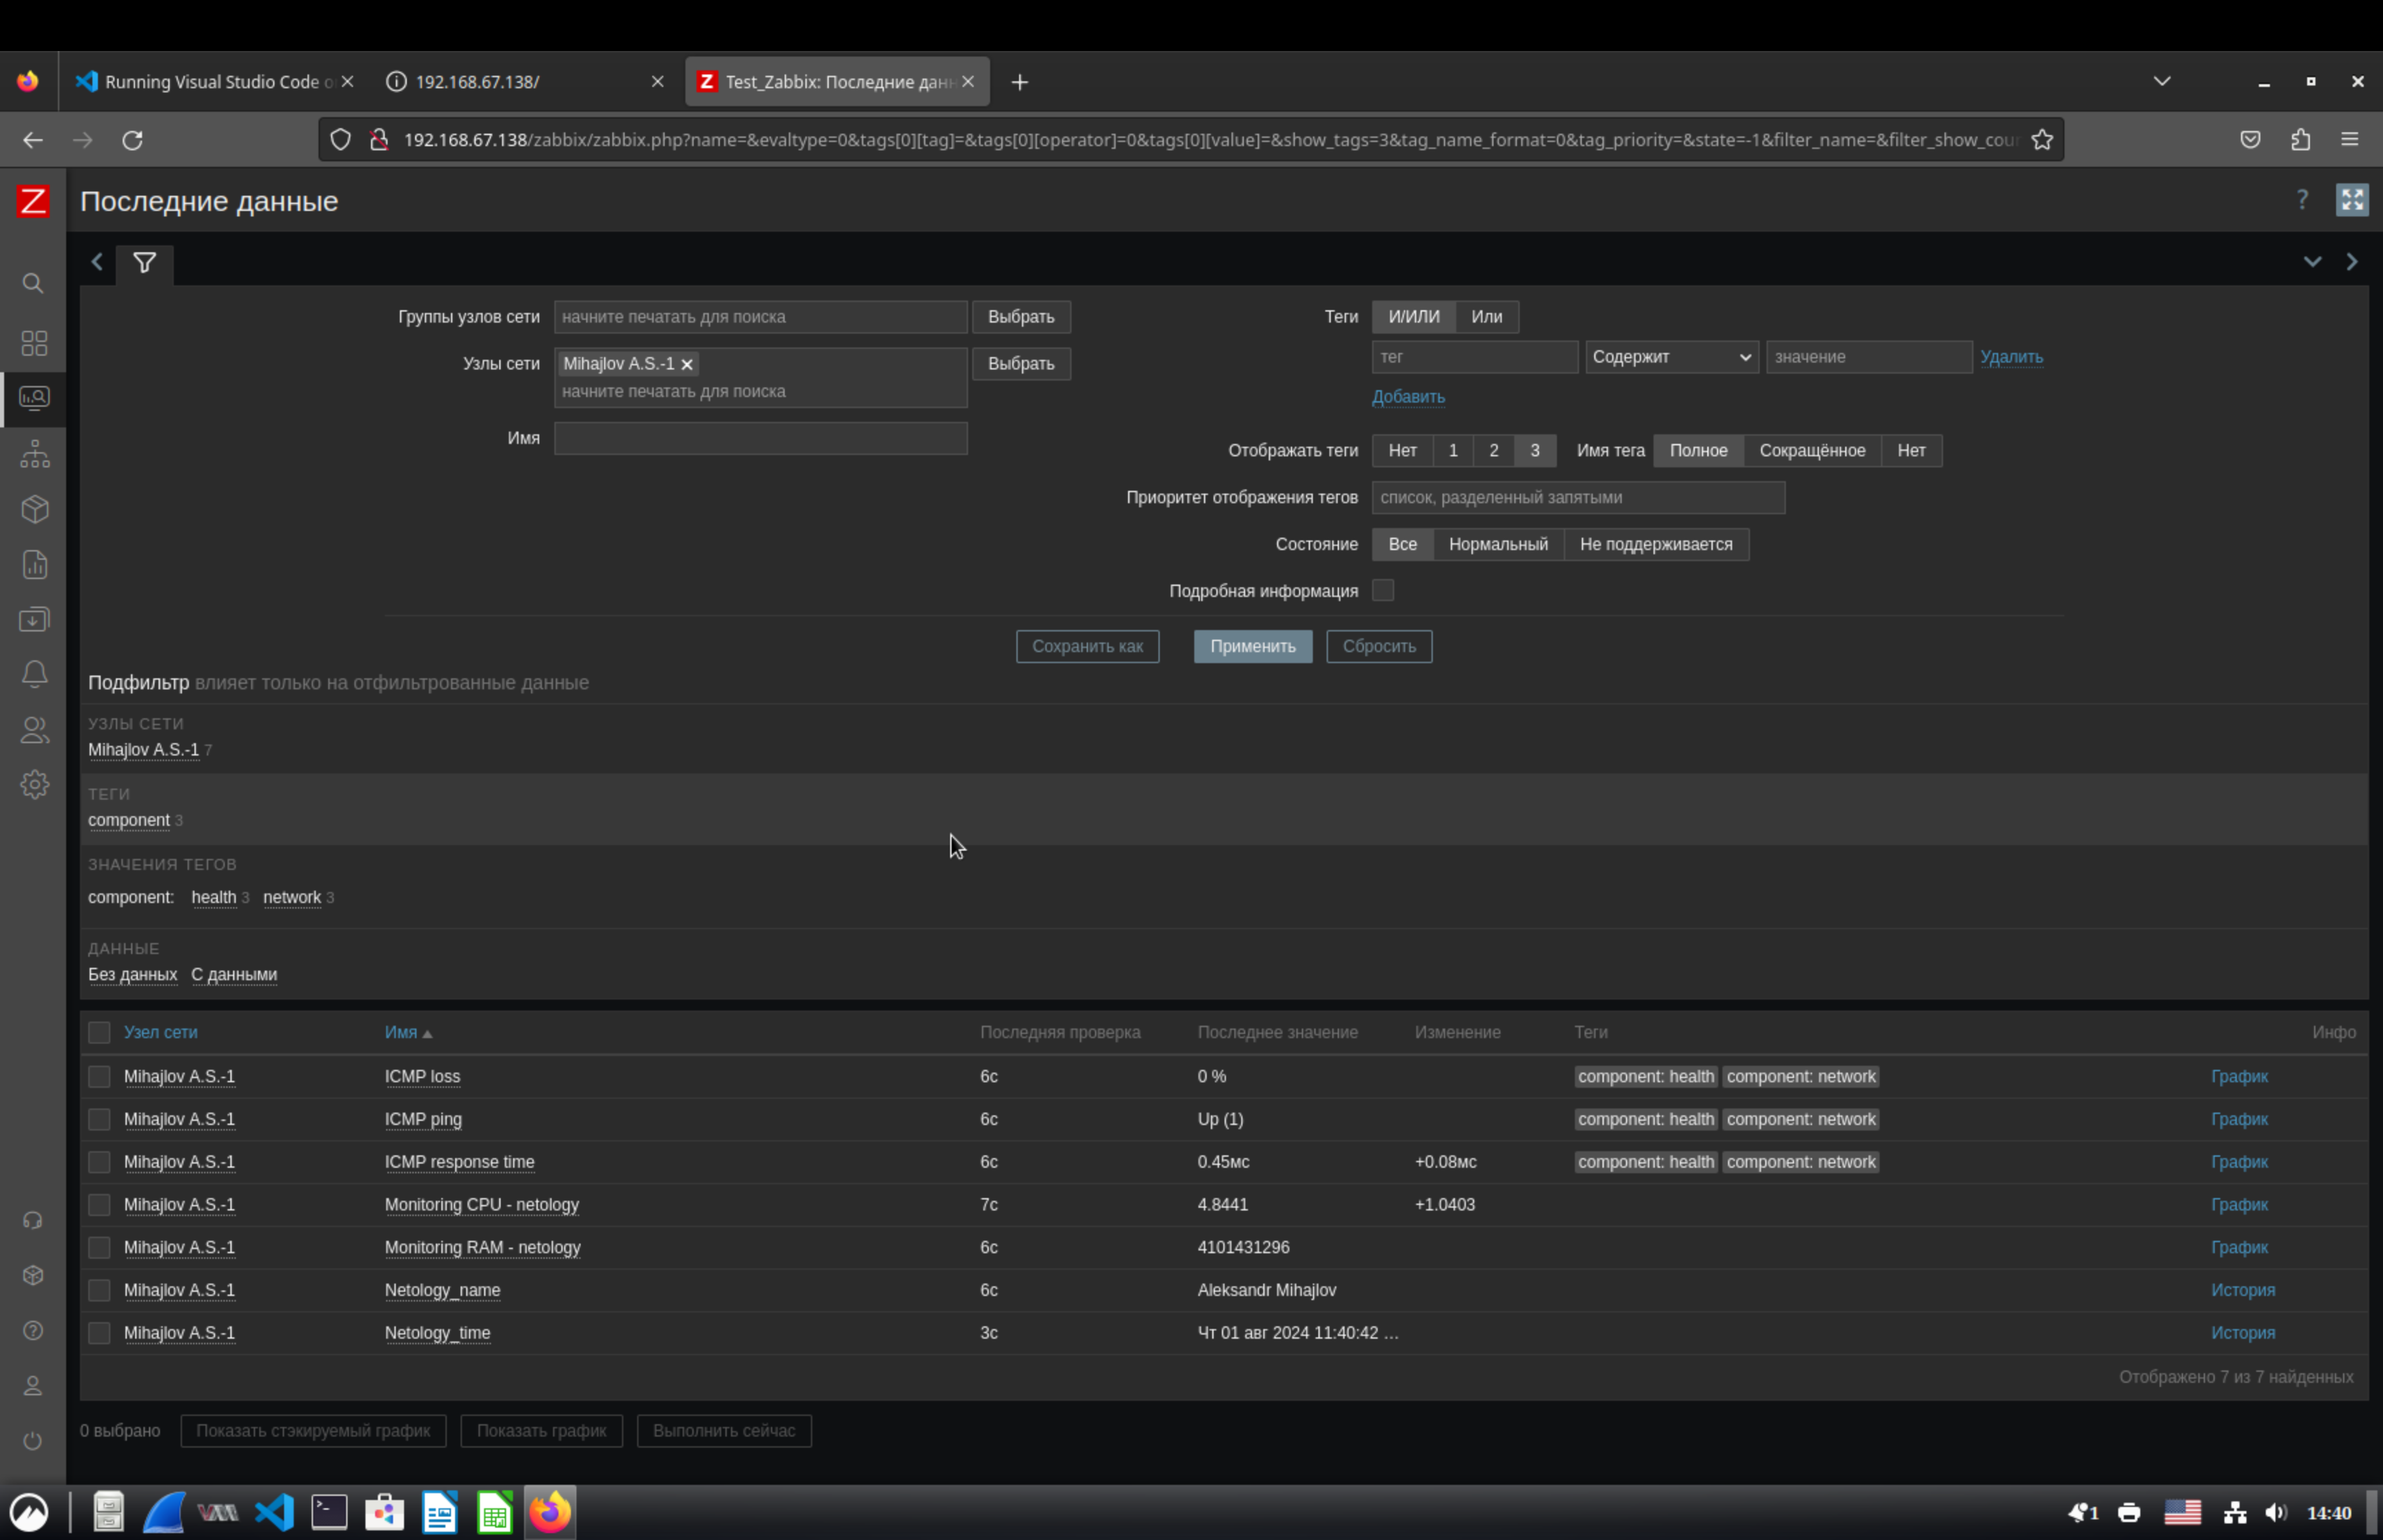 Running Visual Studio Code o
192.168.67.138/
Z Test_Zabbix: Последние дан
192.168.67.138/zabbix/zabbix.php?name=&evaltype=0&tags[0][tag]=&tags[0][operator]=0&tags[0][value]=&show_tags=3&tag_name_format=0&tag_priority=&state=-1&filter_name=&filter_show_cou
Z Последние данные ?
Группы узлов сети начните печатать для поиска Выбрать
Теги И/ИЛИ Или
Узлы сети Mihajlov A.S.-1 Выбрать
начните печатать для поиска
тег Содержит значение Удалить
Добавить
Имя
Отображать теги Нет 1 2 3 Имя тега Полное Сокращённое Нет
Приоритет отображения тегов список, разделенный запятыми
Состояние Все Нормальный Не поддерживается
Подробная информация
Сохранить как Применить Сбросить
Подфильтр влияет только на отфильтрованные данные
УЗЛЫ СЕТИ
Mihajlov A.S.-1 7
ТЕГИ
component 3
ЗНАЧЕНИЯ ТЕГОВ
component: health 3 network 3
ДАННЫЕ
Без данных С данными
Узел сети Имя Последняя проверка Последнее значение Изменение Теги Инфо
Mihajlov A.S.-1 ICMP loss 6с 0 % component: health component: network График
Mihajlov A.S.-1 ICMP ping 6с Up (1) component: health component: network График
Mihajlov A.S.-1 ICMP response time 6с 0.45мс +0.08мс component: health component: network График
Mihajlov A.S.-1 Monitoring CPU - netology 7с 4.8441 +1.0403 График
Mihajlov A.S.-1 Monitoring RAM - netology 6с 4101431296 График
Mihajlov A.S.-1 Netology_name 6с Aleksandr Mihajlov История
Mihajlov A.S.-1 Netology_time 3с Чт 01 авг 2024 11:40:42 ... История
Отображено 7 из 7 найденных
0 выбрано Показать стэкируемый график Показать график Выполнить сейчас
1 14:40